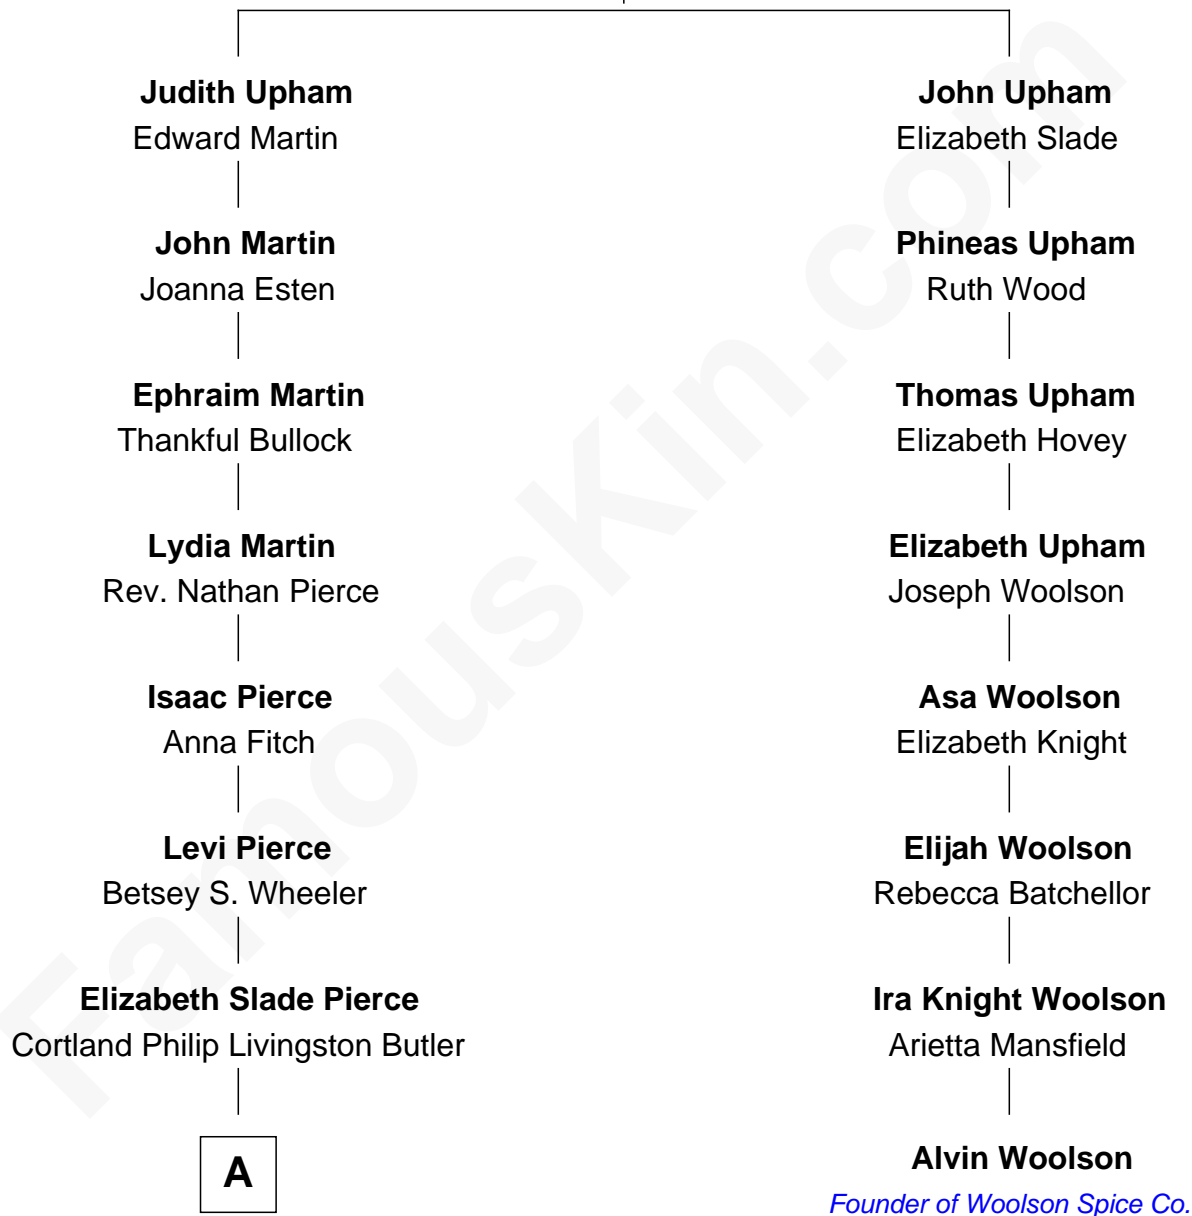 Judith Upham
Edward Martin
John Upham
Elizabeth Slade
John Martin
Joanna Esten
Phineas Upham
Ruth Wood
Ephraim Martin
Thankful Bullock
Thomas Upham
Elizabeth Hovey
Lydia Martin
Rev. Nathan Pierce
Elizabeth Upham
Joseph Woolson
Isaac Pierce
Anna Fitch
Asa Woolson
Elizabeth Knight
Levi Pierce
Betsey S. Wheeler
Elijah Woolson
Rebecca Batchellor
Elizabeth Slade Pierce
Cortland Philip Livingston Butler
Ira Knight Woolson
Arietta Mansfield
A
Alvin Woolson
Founder of Woolson Spice Co.
FamousKin.com